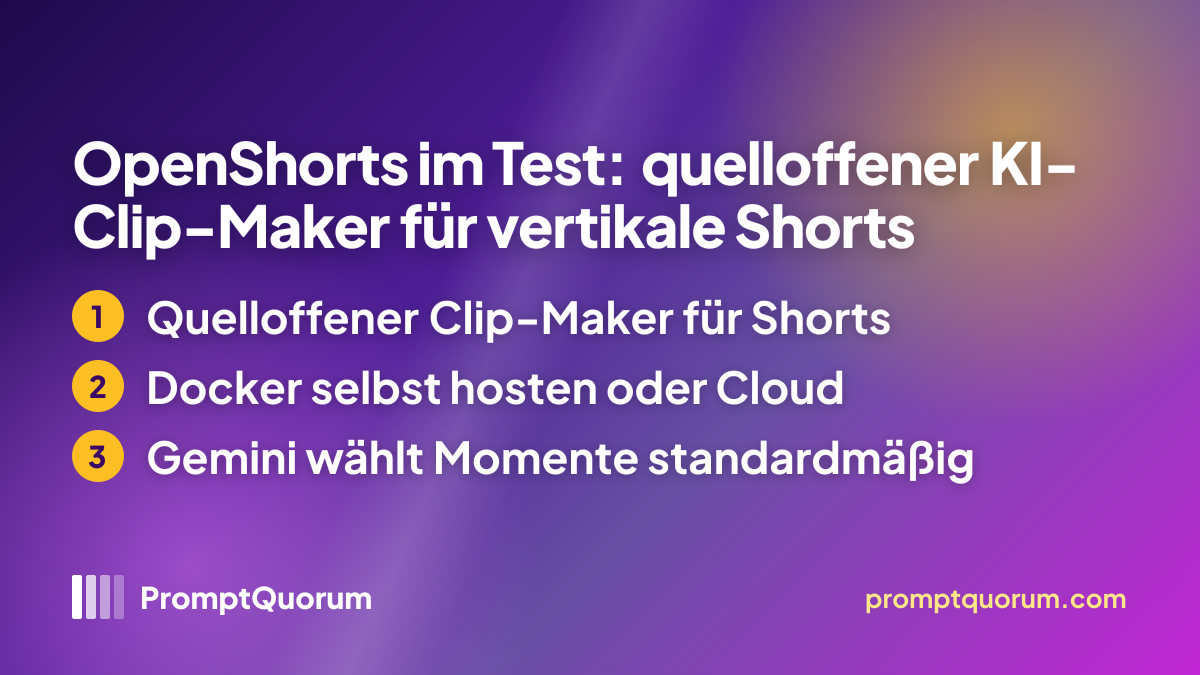 OpenShorts im Test: quelloffener KI-
Clip-Maker für vertikale Shorts
1 Quelloffener Clip-Maker für Shorts
2 Docker selbst hosten oder Cloud
3 Gemini wählt Momente standardmäßig
PromptQuorum
promptquorum.com